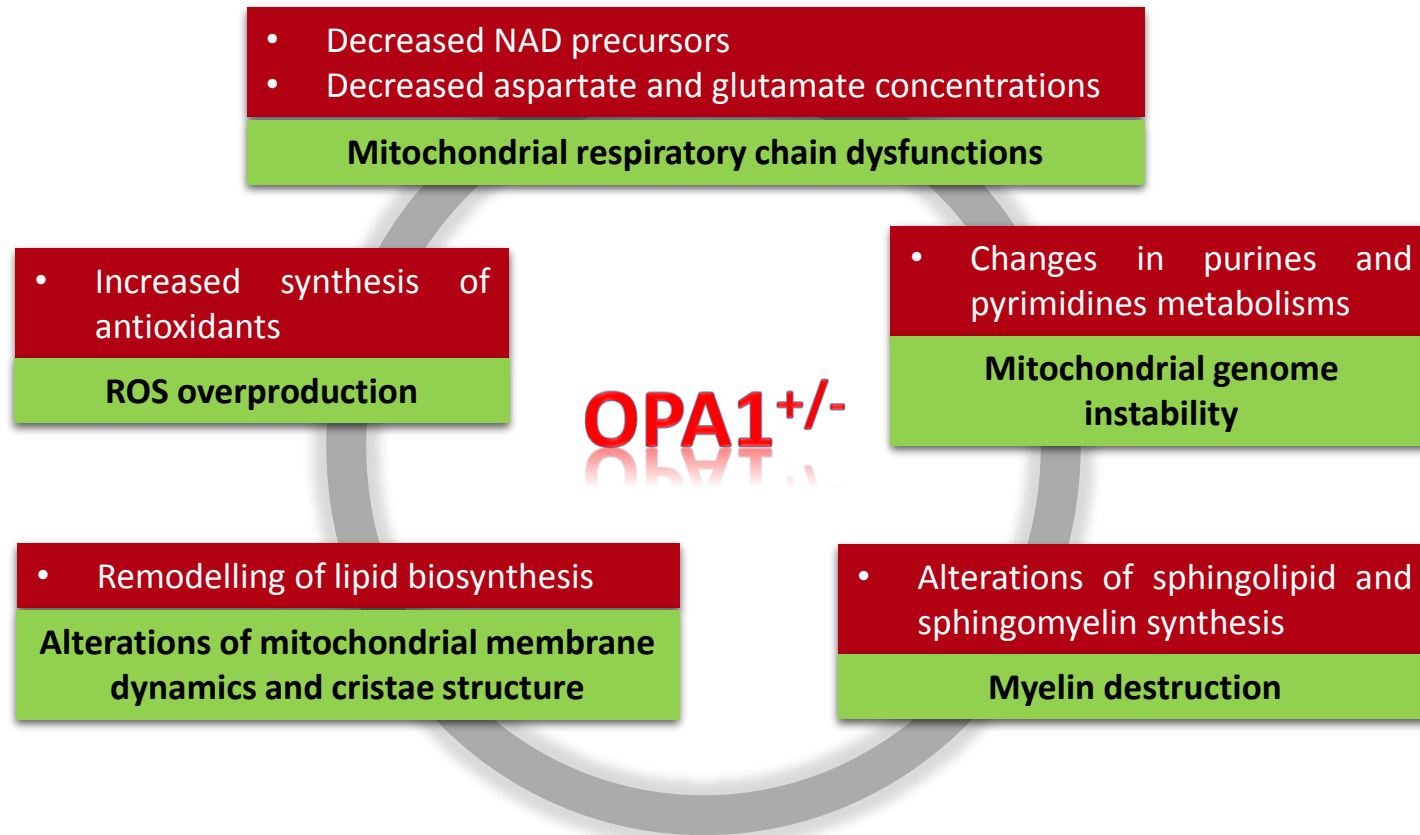 • Decreased NAD precursors
• Decreased aspartate and glutamate concentrations
Mitochondrial respiratory chain dysfunctions
• Increased synthesis of
antioxidants
ROS overproduction
• Changes in purines and
pyrimidines metabolisms
Mitochondrial genome
instability
OPA1+/-
• Remodelling of lipid biosynthesis
Alterations of mitochondrial membrane
dynamics and cristae structure
• Alterations of sphingolipid and
sphingomyelin synthesis
Myelin destruction